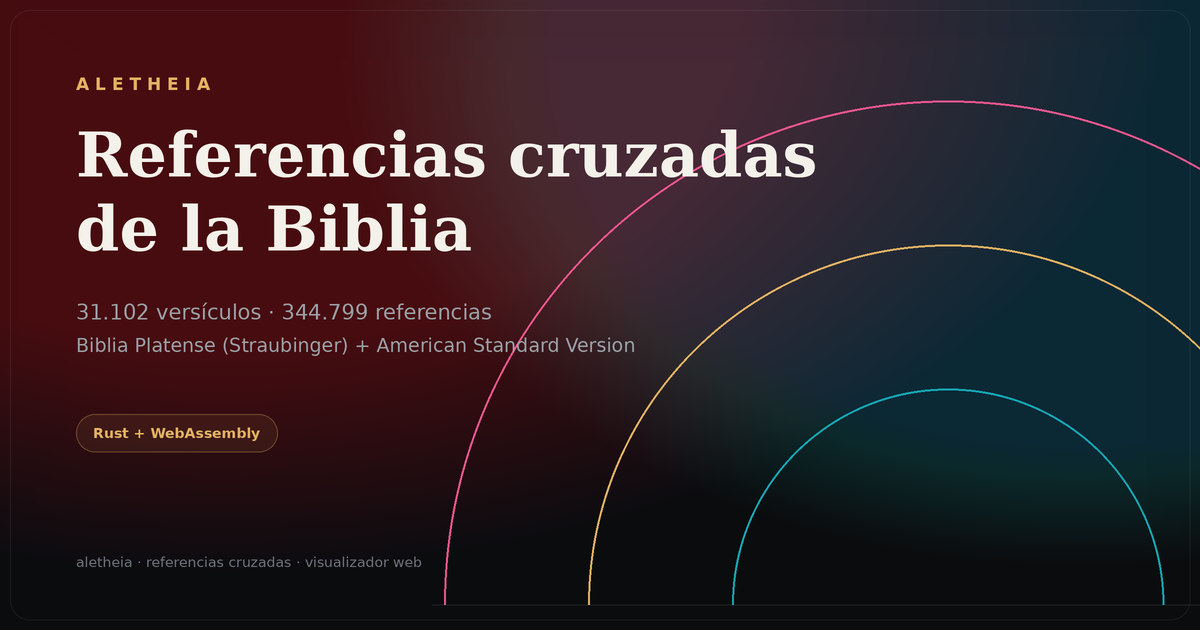 ALETHEIA
Referencias cruzadas
de la Biblia
31.102 versículos · 344.799 referencias
Biblia Platense (Straubinger) + American Standard Version
Rust + WebAssembly
aletheia · referencias cruzadas · visualizador web